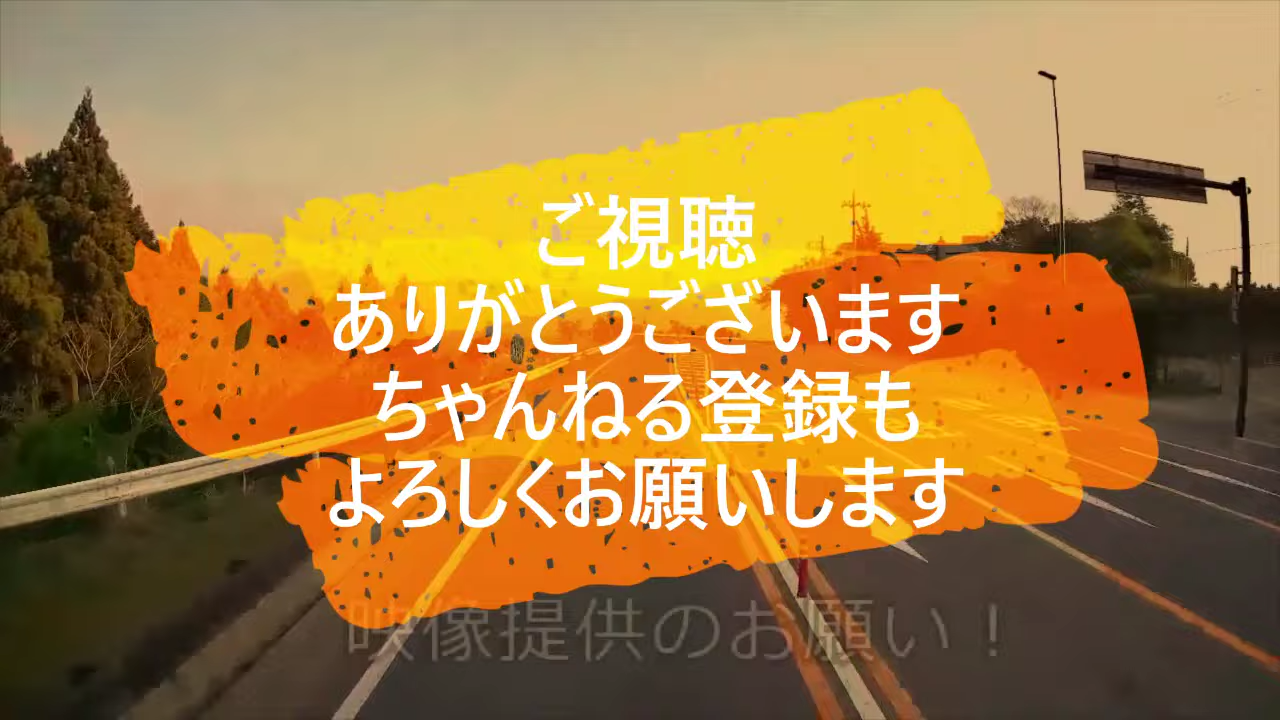 ご視聴
ありがとうございます
ちゃんねる登録も
よろしくお願いします
映像提供のお願い！